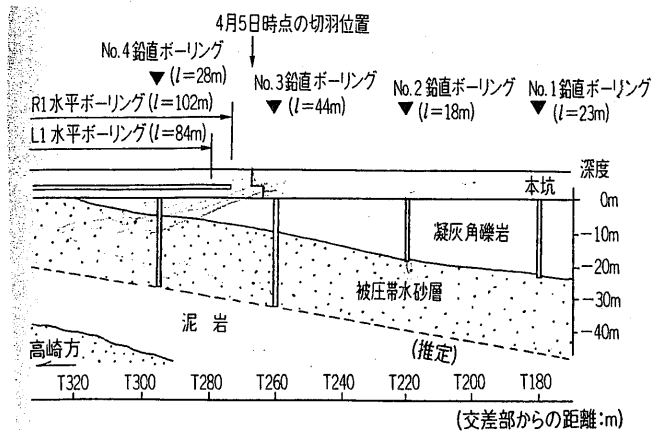 4月5日時点の切羽位置
No.4鉛直ボーリング
(l=28m)
No.3鉛直ボーリング
(l=44m)
No.2鉛直ボーリング
(l=18m)
No.1鉛直ボーリング
(l=23m)
R1水平ボーリング(l=102m)
L1水平ボーリング(l=84m)
深度
本坑
0m
凝灰角礫岩
-10m
-20m
被圧帯水砂層
-30m
泥岩
-40m
(推定)
高崎方
T320 T300 T280 T260 T240 T220 T200 T180
(交差部からの距離:m)